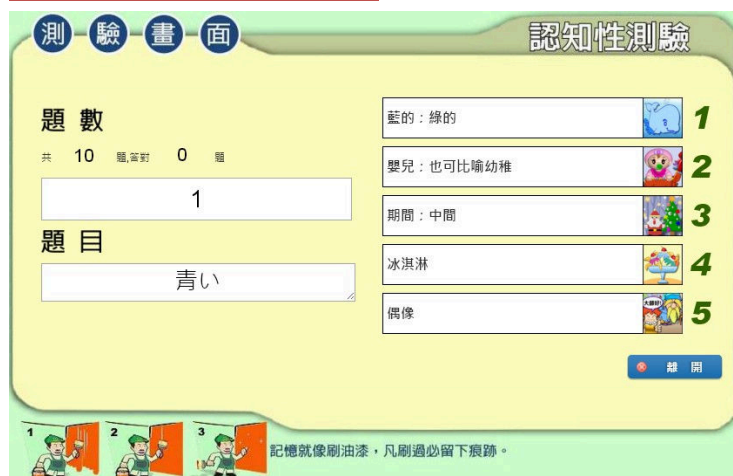 測驗畫面
認知性測驗
題數
共 10 題,答對 0 題
1
題目
青い
藍的：綠的
1
嬰兒：也可比喻幼稚
2
期間：中間
3
冰淇淋
4
偶像
5
離開
1
2
3
記憶就像刷油漆，凡刷過必留下痕跡。